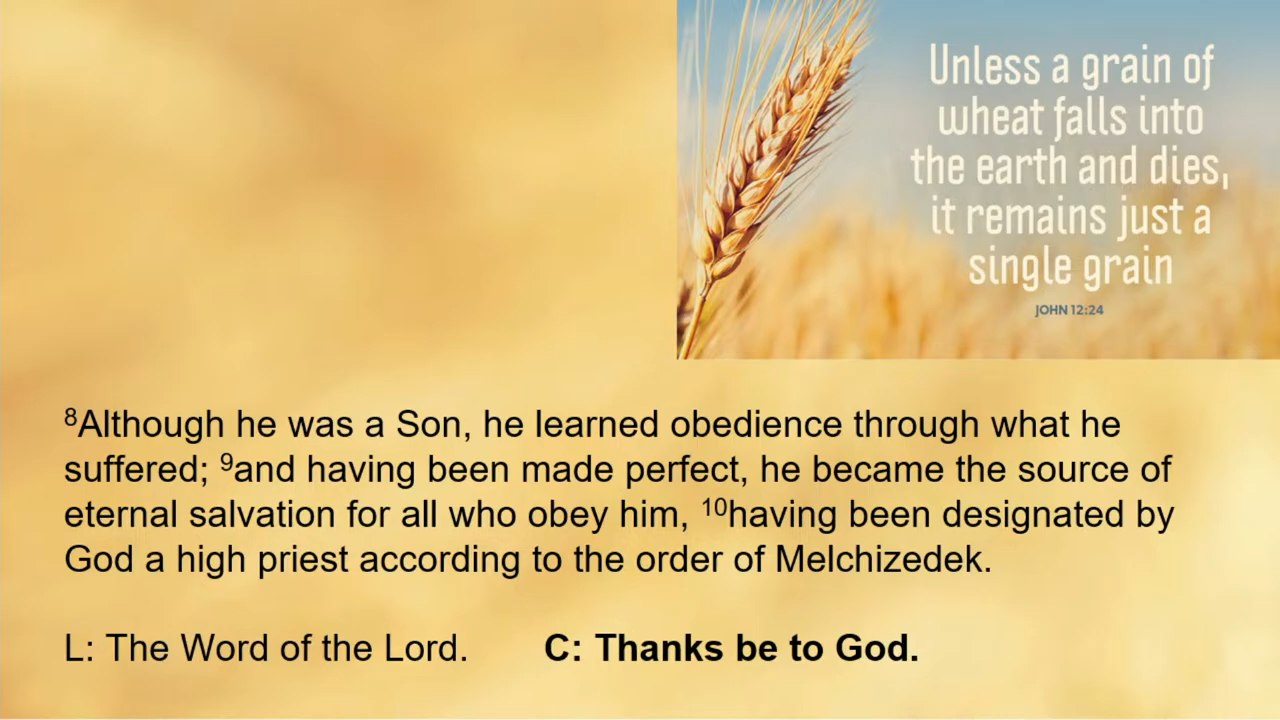 Unless a grain of
wheat falls into
the earth and dies,
it remains just a
single grain
JOHN 12:24
⁸Although he was a Son, he learned obedience through what he
suffered; ⁹and having been made perfect, he became the source of
eternal salvation for all who obey him, ¹⁰having been designated by
God a high priest according to the order of Melchizedek.
L: The Word of the Lord. C: Thanks be to God.